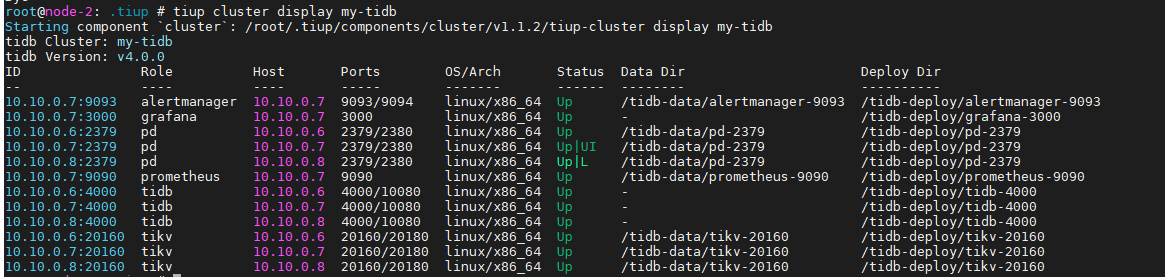 root@node-2: .tiup # tiup cluster display my-tidb
Starting component `cluster`: /root/.tiup/components/cluster/v1.1.2/tiup-cluster display my-tidb
tidb Cluster: my-tidb
tidb Version: v4.0.0
ID Role Host Ports OS/Arch Status Data Dir Deploy Dir
-- ---- ---- ----- ------- ------ -------- ----------
10.10.0.7:9093 alertmanager 10.10.0.7 9093/9094 linux/x86_64 Up /tidb-data/alertmanager-9093 /tidb-deploy/alertmanager-9093
10.10.0.7:3000 grafana 10.10.0.7 3000 linux/x86_64 Up - /tidb-deploy/grafana-3000
10.10.0.6:2379 pd 10.10.0.6 2379/2380 linux/x86_64 Up /tidb-data/pd-2379 /tidb-deploy/pd-2379
10.10.0.7:2379 pd 10.10.0.7 2379/2380 linux/x86_64 Up|UI /tidb-data/pd-2379 /tidb-deploy/pd-2379
10.10.0.8:2379 pd 10.10.0.8 2379/2380 linux/x86_64 Up|L /tidb-data/pd-2379 /tidb-deploy/pd-2379
10.10.0.7:9090 prometheus 10.10.0.7 9090 linux/x86_64 Up /tidb-data/prometheus-9090 /tidb-deploy/prometheus-9090
10.10.0.6:4000 tidb 10.10.0.6 4000/10080 linux/x86_64 Up - /tidb-deploy/tidb-4000
10.10.0.7:4000 tidb 10.10.0.7 4000/10080 linux/x86_64 Up - /tidb-deploy/tidb-4000
10.10.0.8:4000 tidb 10.10.0.8 4000/10080 linux/x86_64 Up - /tidb-deploy/tidb-4000
10.10.0.6:20160 tikv 10.10.0.6 20160/20180 linux/x86_64 Up /tidb-data/tikv-20160 /tidb-deploy/tikv-20160
10.10.0.7:20160 tikv 10.10.0.7 20160/20180 linux/x86_64 Up /tidb-data/tikv-20160 /tidb-deploy/tikv-20160
10.10.0.8:20160 tikv 10.10.0.8 20160/20180 linux/x86_64 Up /tidb-data/tikv-20160 /tidb-deploy/tikv-20160